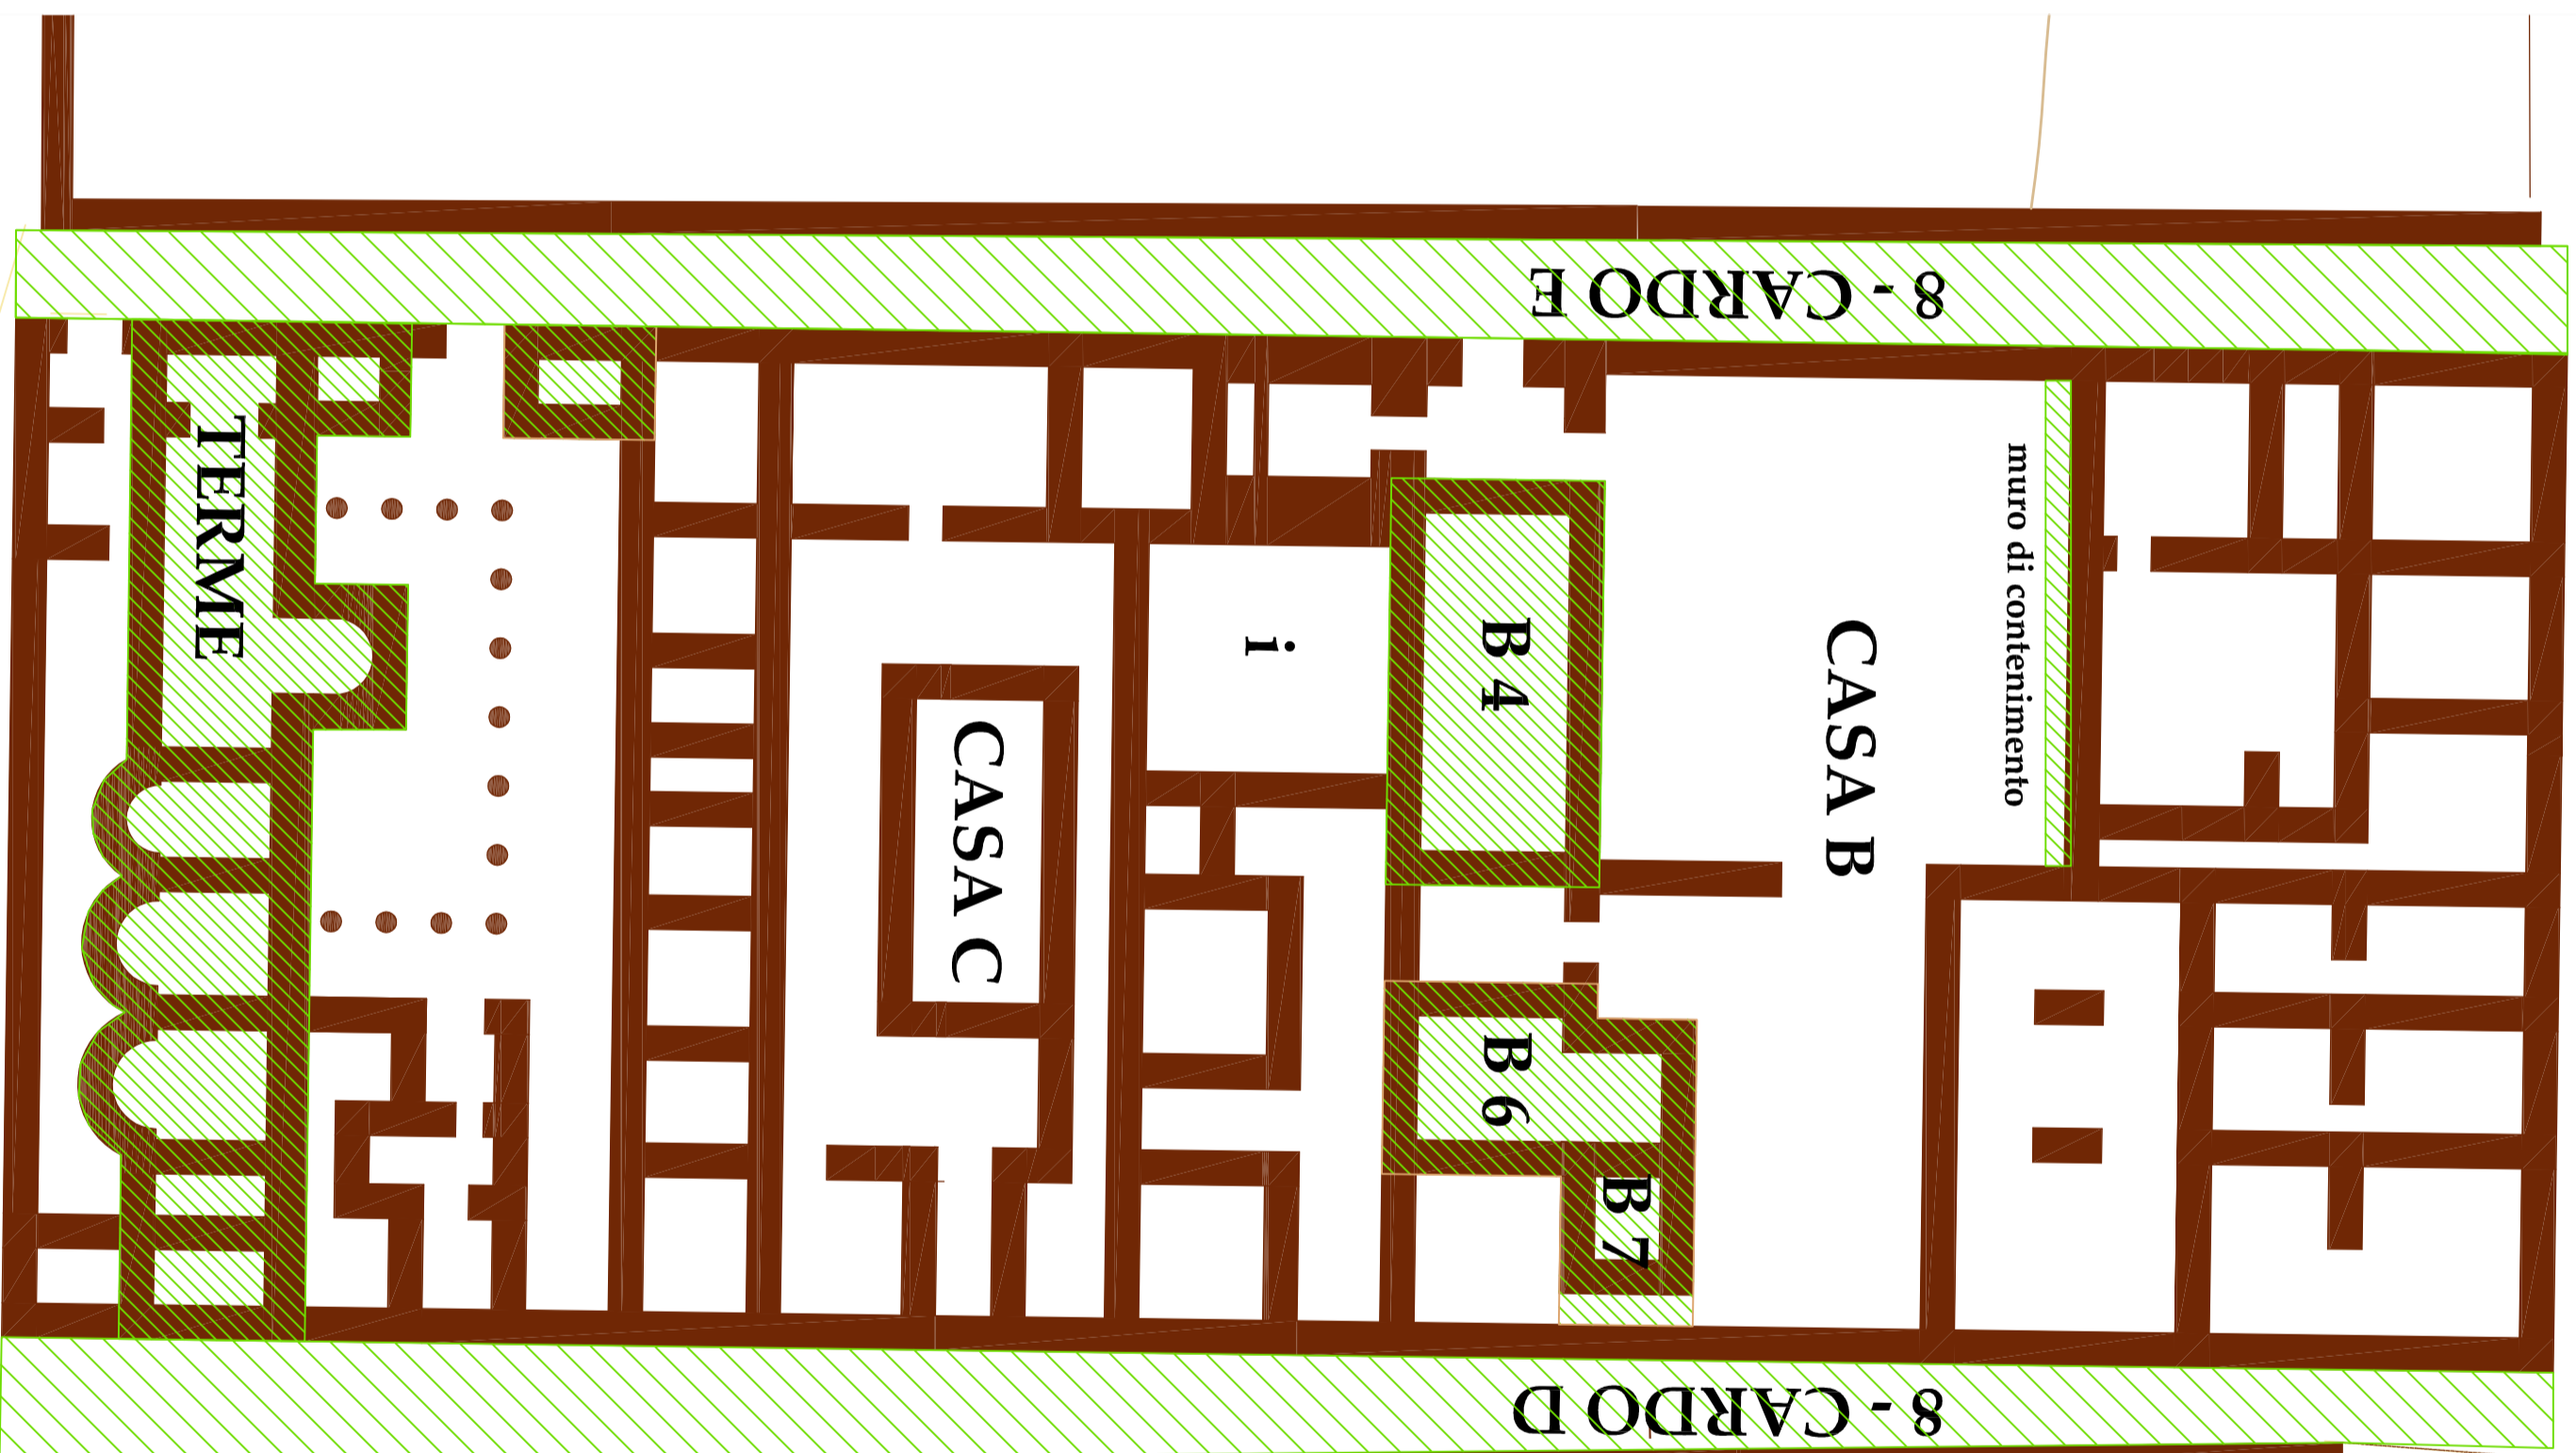 8 - CARDO E
TERME
CASA C
i
B 4
B 6
B 7
CASA B
muro di contenimento
8 - CARDO D